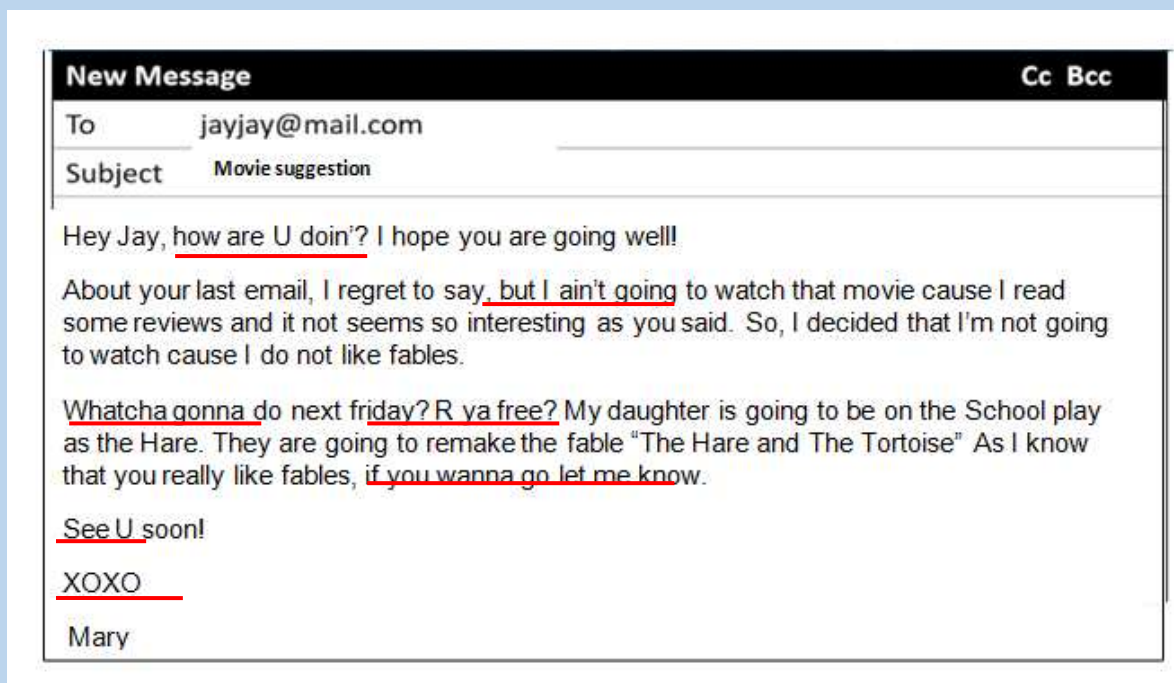 New Message Cc Bcc
To jayjay@mail.com
Subject Movie suggestion
Hey Jay, how are U doin'? I hope you are going well!
About your last email, I regret to say, but I ain't going to watch that movie cause I read
some reviews and it not seems so interesting as you said. So, I decided that I'm not going
to watch cause I do not like fables.
Whatcha gonna do next friday? R ya free? My daughter is going to be on the School play
as the Hare. They are going to remake the fable “The Hare and The Tortoise” As I know
that you really like fables, if you wanna go let me know.
See U soon!
XOXO
Mary